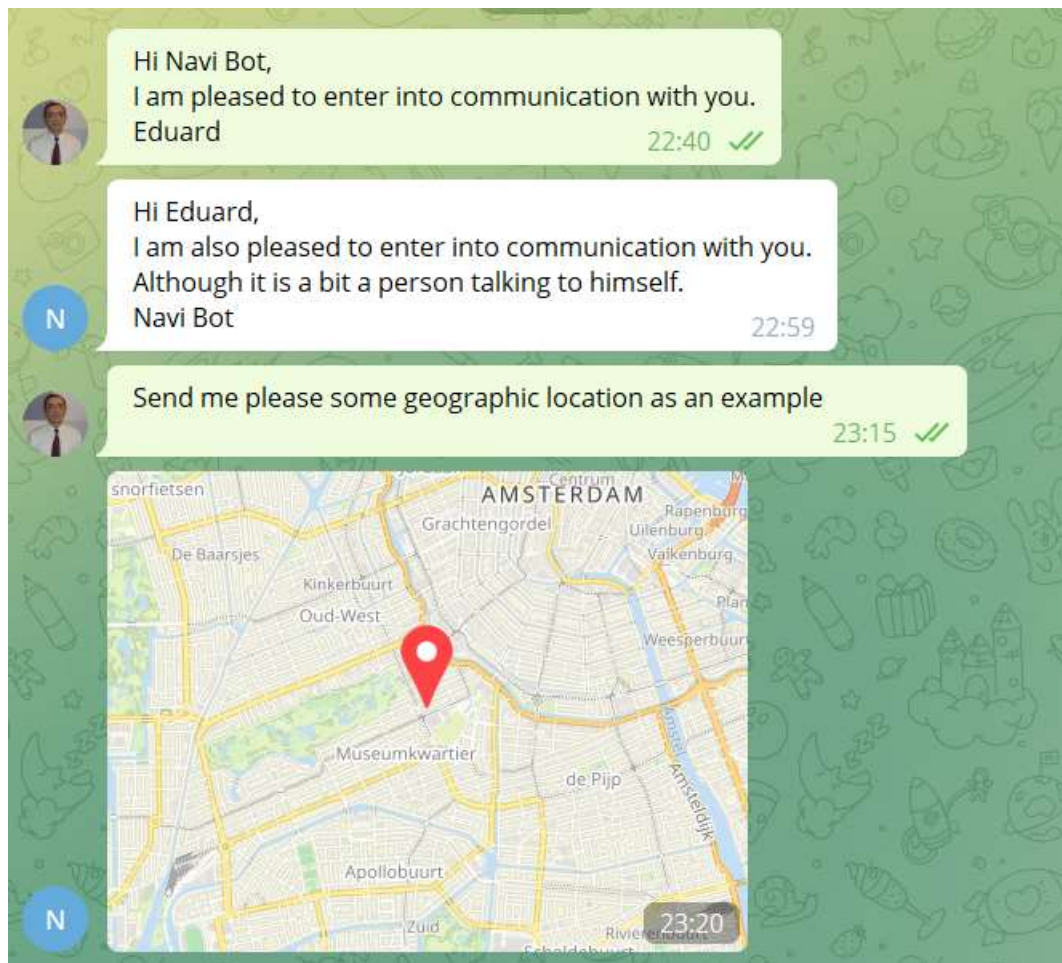 Hi Navi Bot,
I am pleased to enter into communication with you.
Eduard
22:40
Hi Eduard,
I am also pleased to enter into communication with you.
Although it is a bit a person talking to himself.
Navi Bot
22:59
N
Send me please some geographic location as an example
23:15
snorfietsen
Centrum
AMSTERDAM
Grachtengordel
Rapenburg
Uilenburg
De Baarsjes
Valkenburg
Kinkerbuurt
Plan
Oud-West
Weesperbuur
Museumkwartier
Amstel
de Pijp
Amsteldijk
Apollobuurt
Zuid
23:20
N